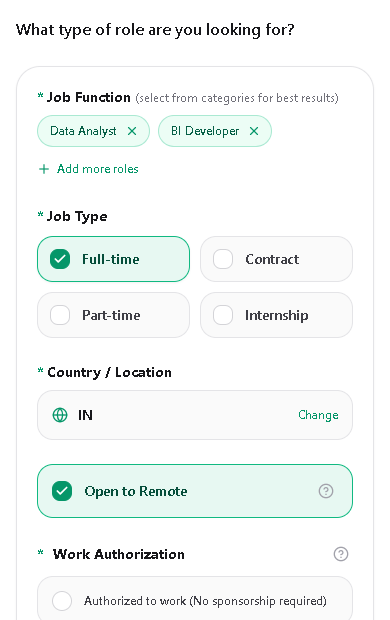 What type of role are you looking for?
* Job Function (select from categories for best results)
Data Analyst × BI Developer ×
+ Add more roles
* Job Type
Full-time Contract
Part-time Internship
* Country / Location
IN Change
Open to Remote ?
* Work Authorization ?
Authorized to work (No sponsorship required)